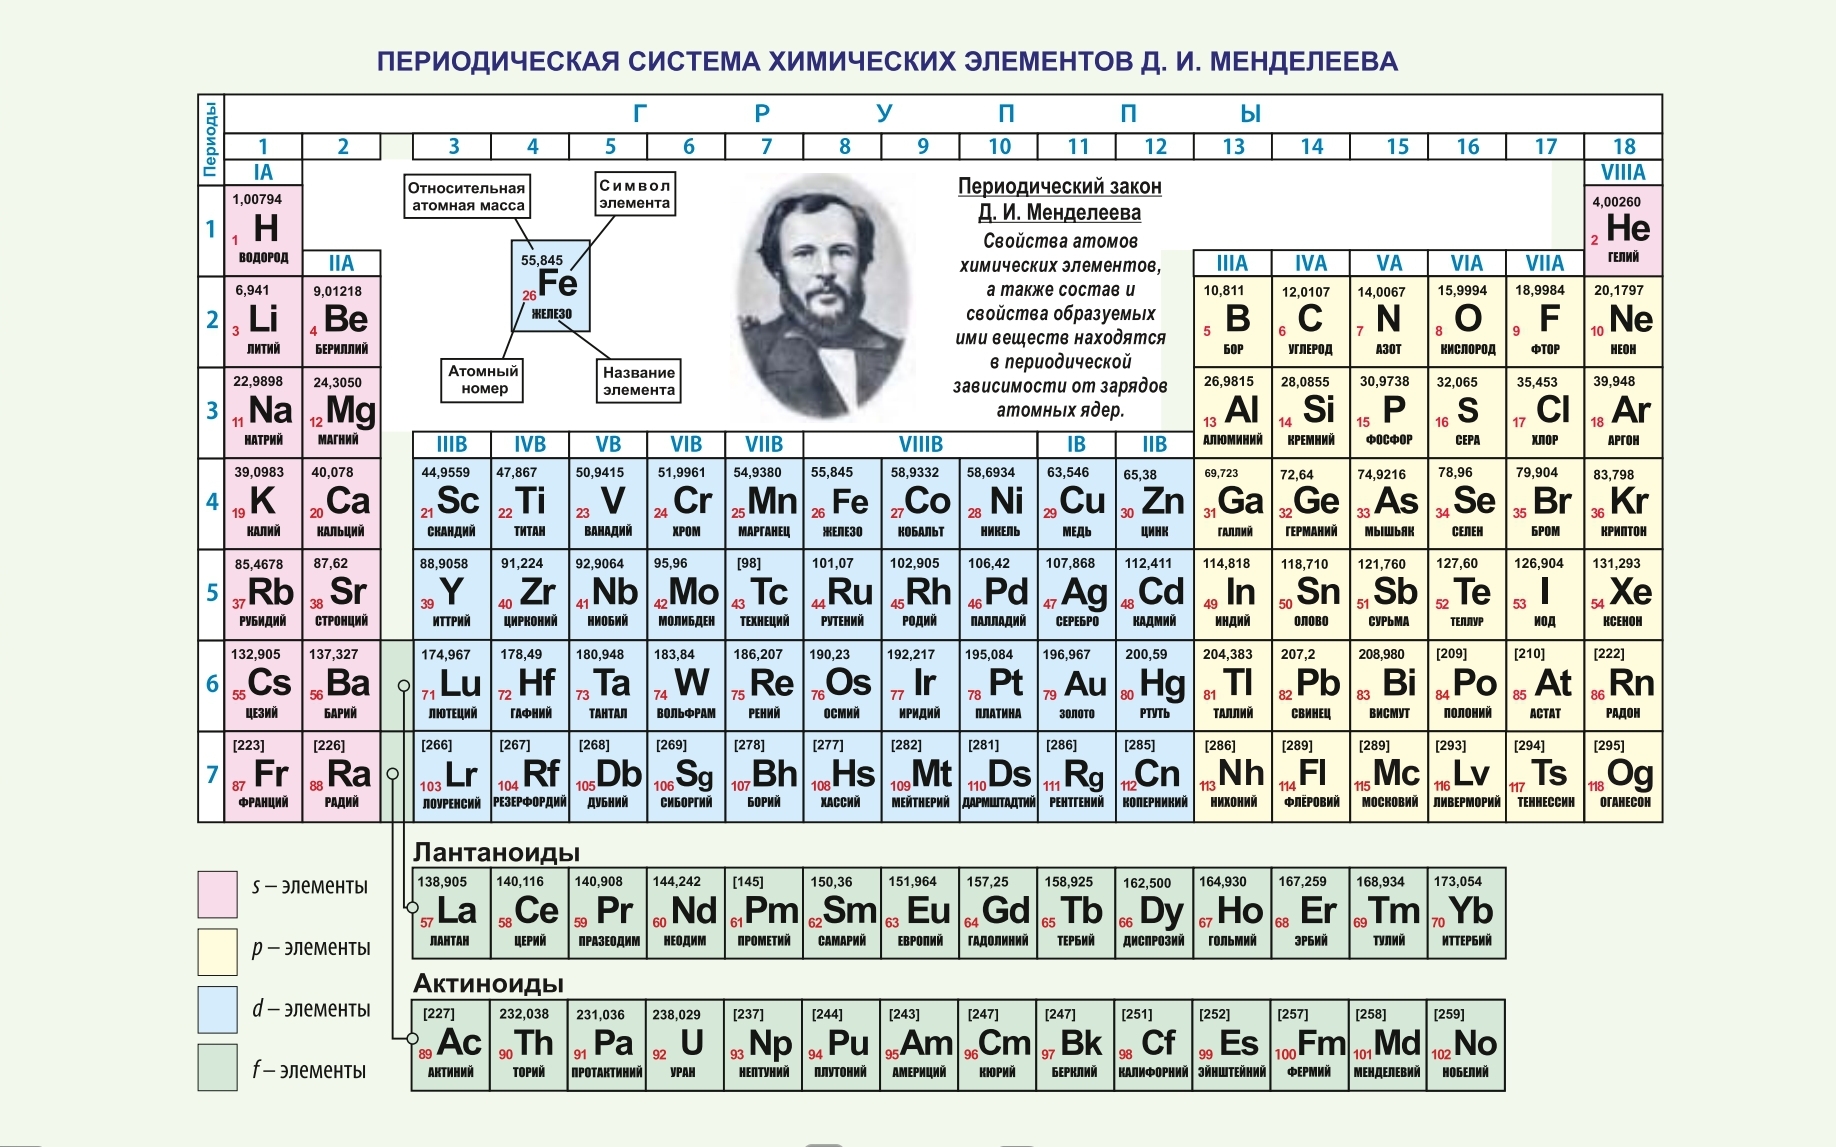 ПЕРИОДИЧЕСКАЯ СИСТЕМА ХИМИЧЕСКИХ ЭЛЕМЕНТОВ Д. И. МЕНДЕЛЕЕВА
Периоды
Г Р У П П Ы
1 2 3 4 5 6 7 8 9 10 11 12 13 14 15 16 17 18
IA VIIIA
Относительная
атомная масса
Символ
элемента
55,845
26 Fe
ЖЕЛЕЗО
Атомный
номер
Название
элемента
Периодический закон
Д. И. Менделеева
Свойства атомов
химических элементов,
а также состав и
свойства образуемых
ими веществ находятся
в периодической
зависимости от зарядов
атомных ядер.
1
1,00794 4,00260
1 H 2 He
ВОДОРОД ГЕЛИЙ
IIA IIIA IVA VA VIA VIIA
2
6,941 9,01218 10,811 12,0107 14,0067 15,9994 18,9984 20,1797
3 Li 4 Be 5 B 6 C 7 N 8 O 9 F 10 Ne
ЛИТИЙ БЕРИЛЛИЙ БОР УГЛЕРОД АЗОТ КИСЛОРОД ФТОР НЕОН
3
22,9898 24,3050 26,9815 28,0855 30,9738 32,065 35,453 39,948
11 Na 12 Mg 13 Al 14 Si 15 P 16 S 17 Cl 18 Ar
НАТРИЙ МАГНИЙ АЛЮМИНИЙ КРЕМНИЙ ФОСФОР СЕРА ХЛОР АРГОН
IIIB IVB VB VIB VIIB VIIIB IB IIB
4
39,0983 40,078 44,9559 47,867 50,9415 51,9961 54,9380 55,845 58,9332 58,6934 63,546 65,38 69,723 72,64 74,9216 78,96 79,904 83,798
19 K 20 Ca 21 Sc 22 Ti 23 V 24 Cr 25 Mn 26 Fe 27 Co 28 Ni 29 Cu 30 Zn 31 Ga 32 Ge 33 As 34 Se 35 Br 36 Kr
КАЛИЙ КАЛЬЦИЙ СКАНДИЙ ТИТАН ВАНАДИЙ ХРОМ МАРГАНЕЦ ЖЕЛЕЗО КОБАЛЬТ НИКЕЛЬ МЕДЬ ЦИНК ГАЛЛИЙ ГЕРМАНИЙ МЫШЬЯК СЕЛЕН БРОМ КРИПТОН
5
85,4678 87,62 88,9058 91,224 92,9064 95,96 [98] 101,07 102,905 106,42 107,868 112,411 114,818 118,710 121,760 127,60 126,904 131,293
37 Rb 38 Sr 39 Y 40 Zr 41 Nb 42 Mo 43 Tc 44 Ru 45 Rh 46 Pd 47 Ag 48 Cd 49 In 50 Sn 51 Sb 52 Te 53 I 54 Xe
РУБИДИЙ СТРОНЦИЙ ИТТРИЙ ЦИРКОНИЙ НИОБИЙ МОЛИБДЕН ТЕХНЕЦИЙ РУТЕНИЙ РОДИЙ ПАЛЛАДИЙ СЕРЕБРО КАДМИЙ ИНДИЙ ОЛОВО СУРЬМА ТЕЛЛУР ИОД КСЕНОН
6
132,905 137,327 174,967 178,49 180,948 183,84 186,207 190,23 192,217 195,084 196,967 200,59 204,383 207,2 208,980 [209] [210] [222]
55 Cs 56 Ba 71 Lu 72 Hf 73 Ta 74 W 75 Re 76 Os 77 Ir 78 Pt 79 Au 80 Hg 81 Tl 82 Pb 83 Bi 84 Po 85 At 86 Rn
ЦЕЗИЙ БАРИЙ ЛЮТЕЦИЙ ГАФНИЙ ТАНТАЛ ВОЛЬФРАМ РЕНИЙ ОСМИЙ ИРИДИЙ ПЛАТИНА ЗОЛОТО РТУТЬ ТАЛЛИЙ СВИНЕЦ ВИСМУТ ПОЛОНИЙ АСТАТ РАДОН
7
[223] [226] [266] [267] [268] [269] [278] [277] [282] [281] [286] [285] [286] [289] [289] [293] [294] [295]
87 Fr 88 Ra 103 Lr 104 Rf 105 Db 106 Sg 107 Bh 108 Hs 109 Mt 110 Ds 111 Rg 112 Cn 113 Nh 114 Fl 115 Mc 116 Lv 117 Ts 118 Og
ФРАНЦИЙ РАДИЙ ЛОУРЕНСИЙ РЕЗЕРФОРДИЙ ДУБНИЙ СИБОРГИЙ БОРИЙ ХАССИЙ МЕЙТНЕРИЙ ДАРМШТАДТИЙ РЕНТГЕНИЙ КОПЕРНИКИЙ НИХОНИЙ ФЛЁРОВИЙ МОСКОВИЙ ЛИВЕРМОРИЙ ТЕННЕССИН ОГАНЕСОН
Лантаноиды
138,905 140,116 140,908 144,242 [145] 150,36 151,964 157,25 158,925 162,500 164,930 167,259 168,934 173,054
57 La 58 Ce 59 Pr 60 Nd 61 Pm 62 Sm 63 Eu 64 Gd 65 Tb 66 Dy 67 Ho 68 Er 69 Tm 70 Yb
ЛАНТАН ЦЕРИЙ ПРАЗЕОДИМ НЕОДИМ ПРОМЕТИЙ САМАРИЙ ЕВРОПИЙ ГАДОЛИНИЙ ТЕРБИЙ ДИСПРОЗИЙ ГОЛЬМИЙ ЭРБИЙ ТУЛИЙ ИТТЕРБИЙ
Актиноиды
[227] 232,038 231,036 238,029 [237] [244] [243] [247] [247] [251] [252] [257] [258] [259]
89 Ac 90 Th 91 Pa 92 U 93 Np 94 Pu 95 Am 96 Cm 97 Bk 98 Cf 99 Es 100 Fm 101 Md 102 No
АКТИНИЙ ТОРИЙ ПРОТАКТИНИЙ УРАН НЕПТУНИЙ ПЛУТОНИЙ АМЕРИЦИЙ КЮРИЙ БЕРКЛИЙ КАЛИФОРНИЙ ЭЙНШТЕЙНИЙ ФЕРМИЙ МЕНДЕЛЕВИЙ НОБЕЛИЙ
s – элементы
p – элементы
d – элементы
f – элементы